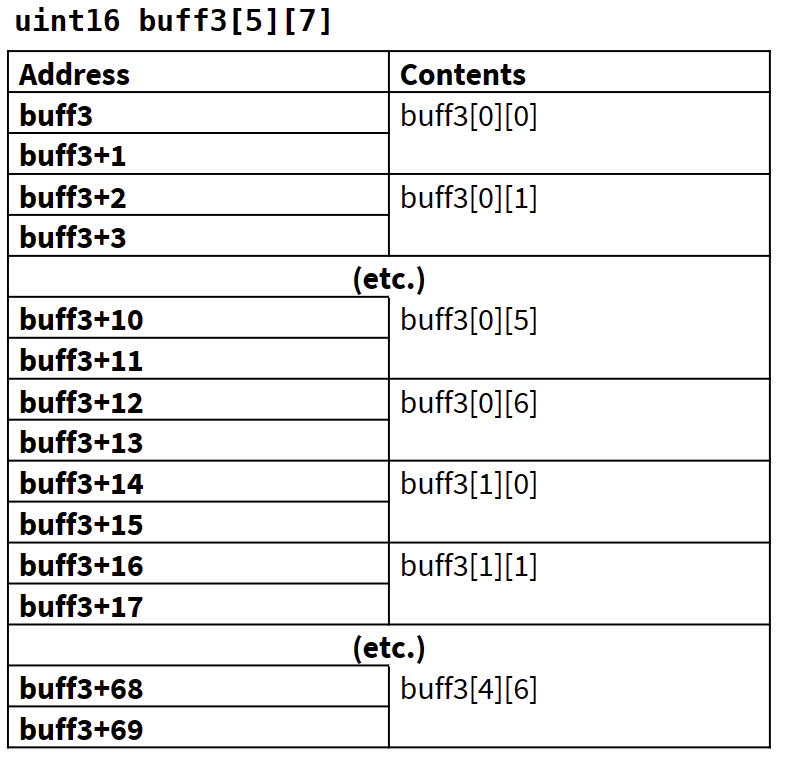 uint16 buff3[5][7]
Address Contents
buff3 buff3[0][0]
buff3+1
buff3+2 buff3[0][1]
buff3+3
(etc.)
buff3+10 buff3[0][5]
buff3+11
buff3+12 buff3[0][6]
buff3+13
buff3+14 buff3[1][0]
buff3+15
buff3+16 buff3[1][1]
buff3+17
(etc.)
buff3+68 buff3[4][6]
buff3+69